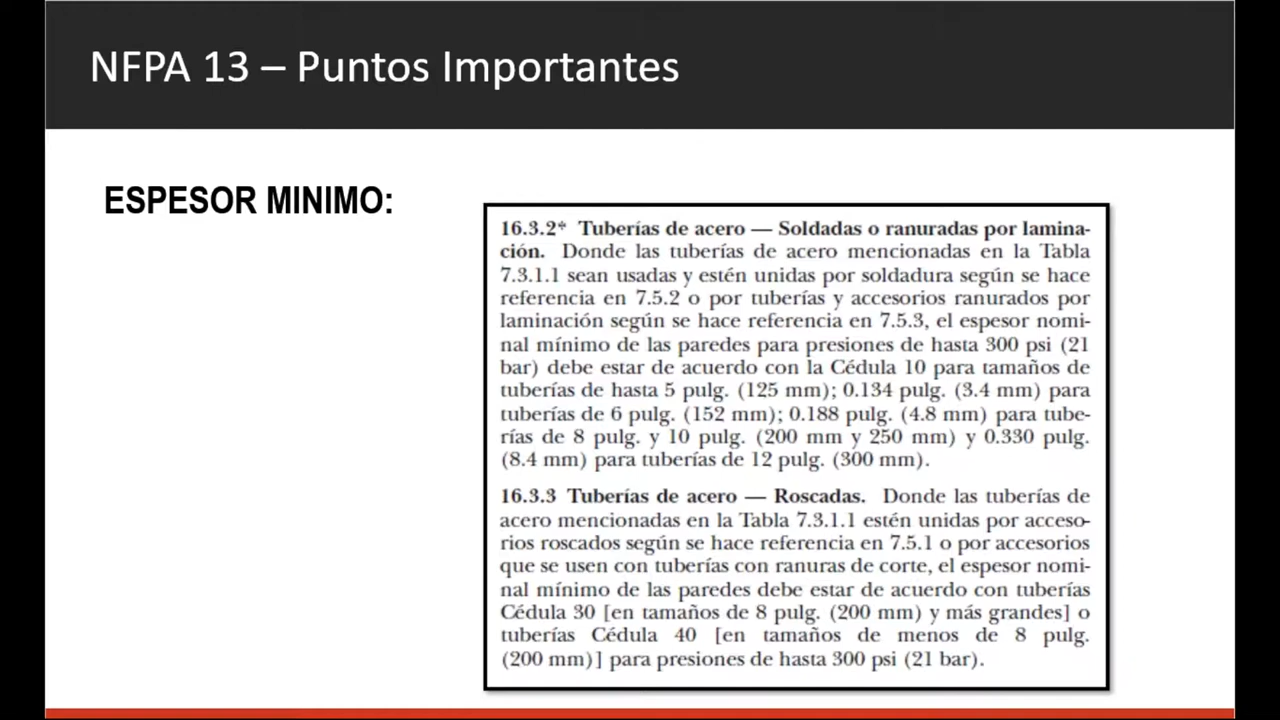 NFPA 13 – Puntos Importantes
ESPESOR MINIMO:
16.3.2* Tuberías de acero — Soldadas o ranuradas por lamina-
ción. Donde las tuberías de acero mencionadas en la Tabla
7.3.1.1 sean usadas y estén unidas por soldadura según se hace
referencia en 7.5.2 o por tuberías y accesorios ranurados por
laminación según se hace referencia en 7.5.3, el espesor nomi-
nal mínimo de las paredes para presiones de hasta 300 psi (21
bar) debe estar de acuerdo con la Cédula 10 para tamaños de
tuberías de hasta 5 pulg. (125 mm); 0.134 pulg. (3.4 mm) para
tuberías de 6 pulg. (152 mm); 0.188 pulg. (4.8 mm) para tube-
rías de 8 pulg. y 10 pulg. (200 mm y 250 mm) y 0.330 pulg.
(8.4 mm) para tuberías de 12 pulg. (300 mm).
16.3.3 Tuberías de acero — Roscadas. Donde las tuberías de
acero mencionadas en la Tabla 7.3.1.1 estén unidas por acceso-
rios roscados según se hace referencia en 7.5.1 o por accesorios
que se usen con tuberías con ranuras de corte, el espesor nomi-
nal mínimo de las paredes debe estar de acuerdo con tuberías
Cédula 30 [en tamaños de 8 pulg. (200 mm) y más grandes] o
tuberías Cédula 40 [en tamaños de menos de 8 pulg.
(200 mm)] para presiones de hasta 300 psi (21 bar).